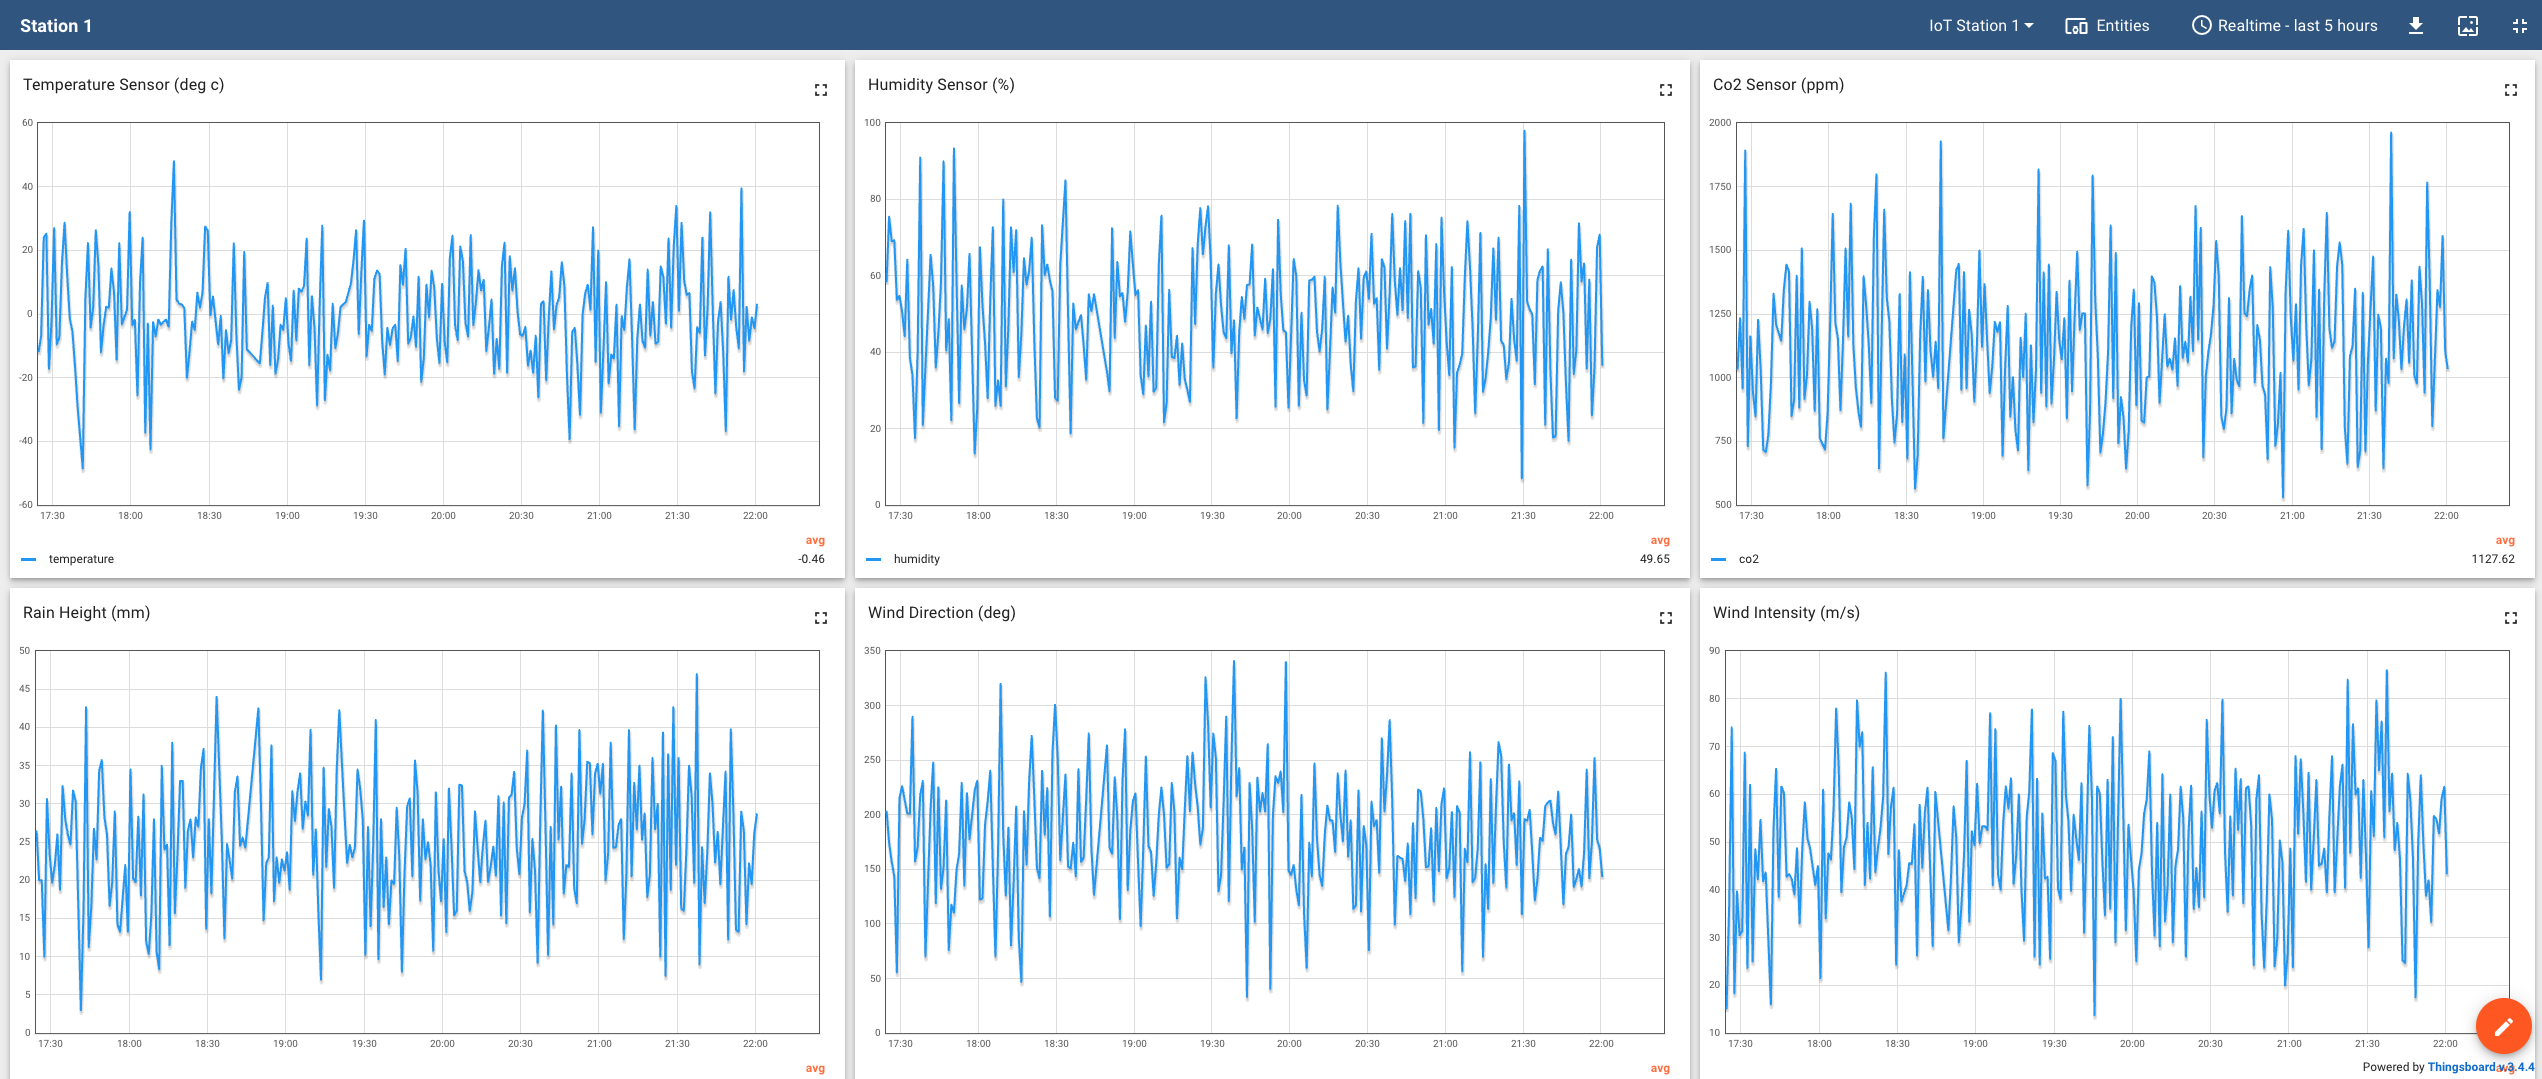 Station 1
IoT Station 1 Entities Realtime - last 5 hours
Temperature Sensor (deg c)
60
40
20
0
-20
-40
-60
17:30 18:00 18:30 19:00 19:30 20:00 20:30 21:00 21:30 22:00
avg
temperature -0.46
Humidity Sensor (%)
100
80
60
40
20
0
17:30 18:00 18:30 19:00 19:30 20:00 20:30 21:00 21:30 22:00
avg
humidity 49.65
Co2 Sensor (ppm)
2000
1750
1500
1250
1000
750
500
17:30 18:00 18:30 19:00 19:30 20:00 20:30 21:00 21:30 22:00
avg
co2 1127.62
Rain Height (mm)
50
45
40
35
30
25
20
15
10
5
0
17:30 18:00 18:30 19:00 19:30 20:00 20:30 21:00 21:30 22:00
avg
Wind Direction (deg)
350
300
250
200
150
100
50
0
17:30 18:00 18:30 19:00 19:30 20:00 20:30 21:00 21:30 22:00
avg
Wind Intensity (m/s)
90
80
70
60
50
40
30
20
10
17:30 18:00 18:30 19:00 19:30 20:00 20:30 21:00 21:30 22:00
avg
Powered by Thingsboard v.3.4.4